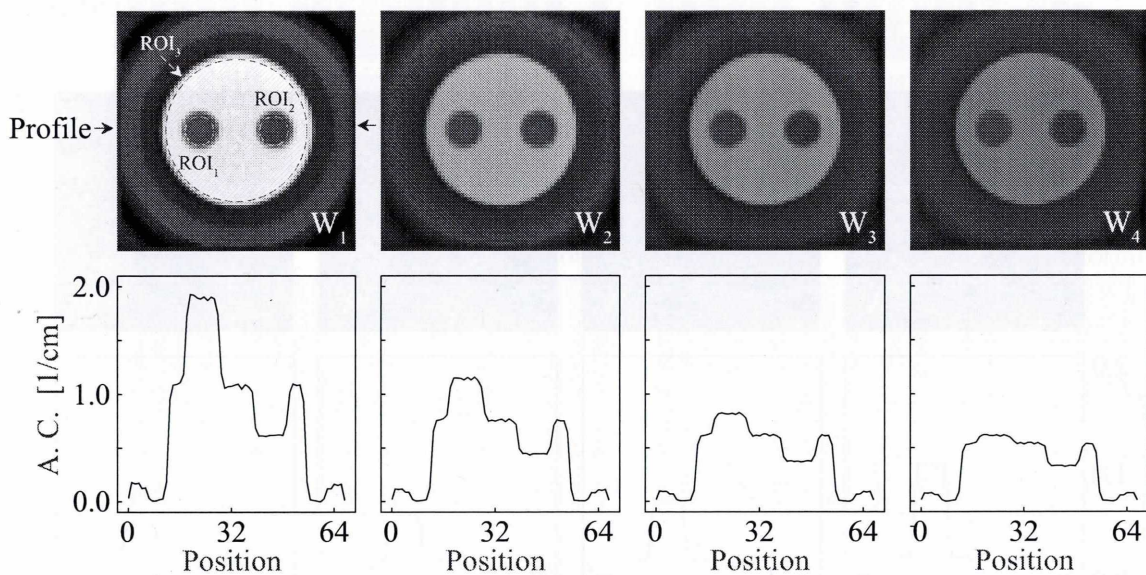 ROI3
ROI2
Profile
ROI1
W1 W2 W3 W4
A. C. [1/cm]
2.0
1.0
0.0
0 32 64 0 32 64 0 32 64 0 32 64
Position Position Position Position